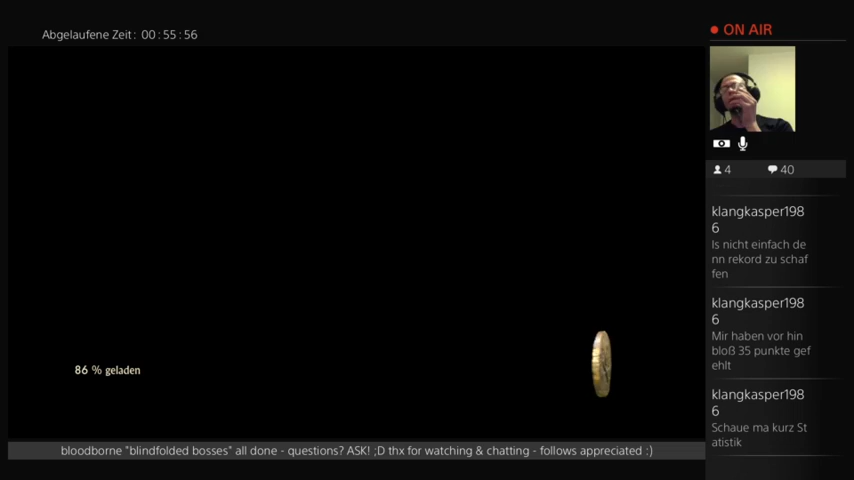 Abgelaufene Zeit: 00:55:56
ON AIR
4
40
klangkasper198
6
Is nicht einfach de
nn rekord zu schaf
fen
klangkasper198
6
Mir haben vor hin
bloß 35 punkte gef
ehlt
klangkasper198
6
Schaue ma kurz St
atistik
86 % geladen
bloodborne "blindfolded bosses" all done - questions? ASK! ;D thx for watching & chatting - follows appreciated :)